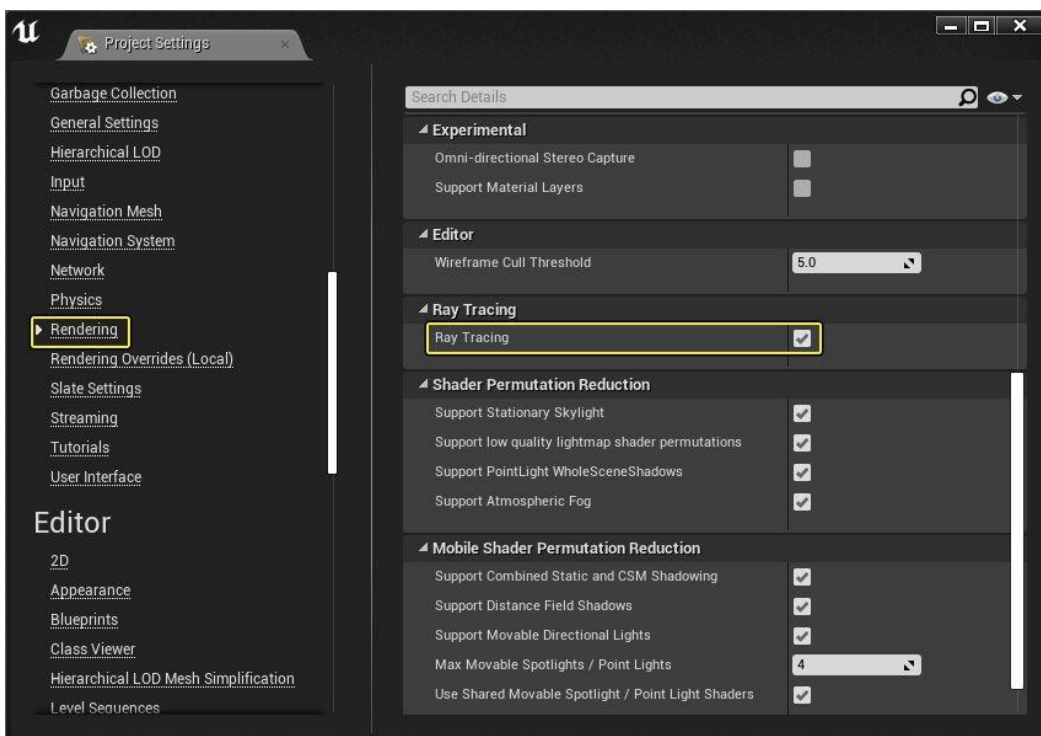 Project Settings
Garbage Collection
General Settings
Hierarchical LOD
Input
Navigation Mesh
Navigation System
Network
Physics
Rendering
Rendering Overrides (Local)
Slate Settings
Streaming
Tutorials
User Interface
Editor
2D
Appearance
Blueprints
Class Viewer
Hierarchical LOD Mesh Simplification
Level Sequences
Search Details
Experimental
Omni-directional Stereo Capture
Support Material Layers
Editor
Wireframe Cull Threshold 5.0
Ray Tracing
Ray Tracing
Shader Permutation Reduction
Support Stationary Skylight
Support low quality lightmap shader permutations
Support PointLight WholeSceneShadows
Support Atmospheric Fog
Mobile Shader Permutation Reduction
Support Combined Static and CSM Shadowing
Support Distance Field Shadows
Support Movable Directional Lights
Max Movable Spotlights / Point Lights 4
Use Shared Movable Spotlight / Point Light Shaders